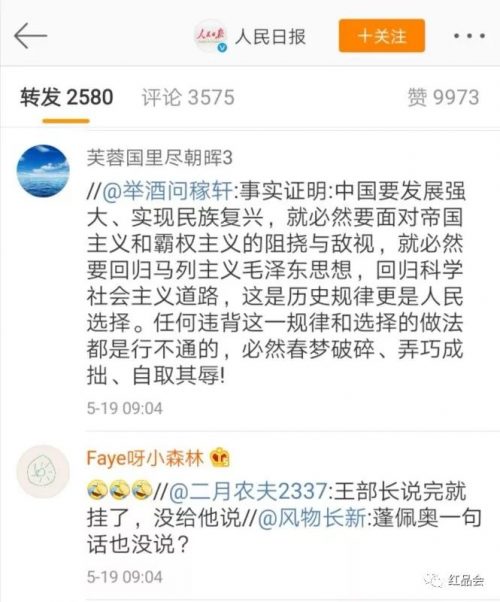 人民日报
人民日报
+关注
转发 2580
评论 3575
赞 9973
芙蓉国里尽朝晖3
//@举酒问稼轩:事实证明:中国要发展强
大、实现民族复兴，就必然要面对帝国
主义和霸权主义的阻挠与敌视，就必然
要回归马列主义毛泽东思想，回归科学
社会主义道路，这是历史规律更是人民
选择。任何违背这一规律和选择的做法
都是行不通的，必然春梦破碎、弄巧成
拙、自取其辱!
5-19 09:04
Faye呀小森林
//@二月农夫2337:王部长说完就
挂了，没给他说//@风物长新:蓬佩奥一句
话也没说？
5-19 09:04
红品会